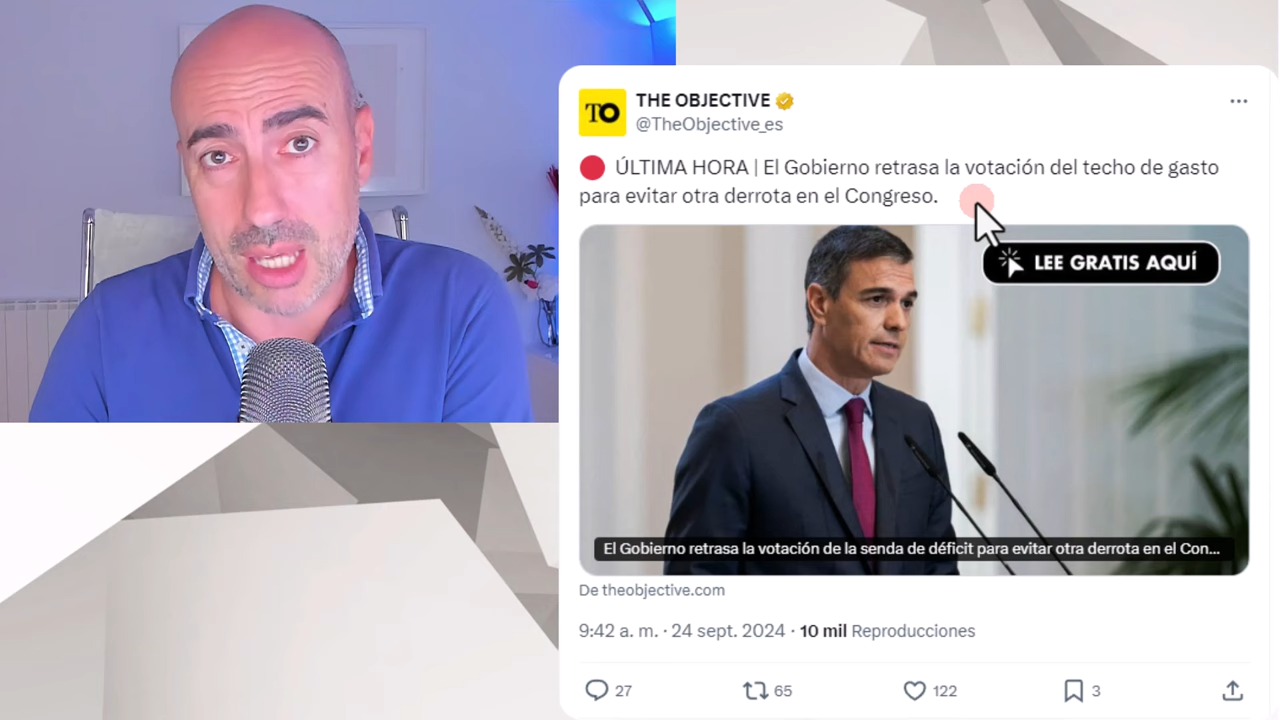 TO
THE OBJECTIVE
@TheObjective_es
ÚLTIMA HORA | El Gobierno retrasa la votación del techo de gasto
para evitar otra derrota en el Congreso.
LEE GRATIS AQUÍ
El Gobierno retrasa la votación de la senda de déficit para evitar otra derrota en el Con...
De theobjective.com
9:42 a. m. · 24 sept. 2024 · 10 mil Reproducciones
27 65 122 3